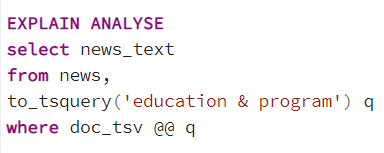 EXPLAIN ANALYSE
select news_text
from news,
to_tsquery('education & program') q
where doc_tsv @@ q